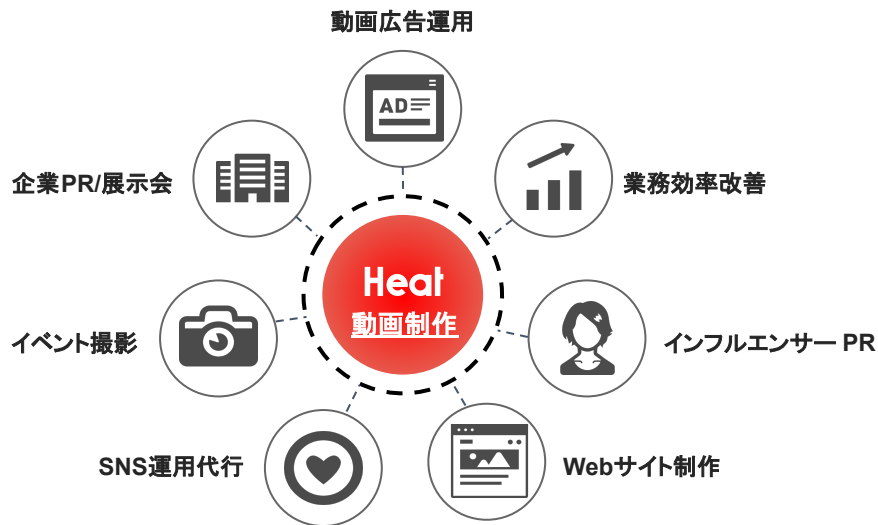 動画広告運用
AD
企業PR/展示会
業務効率改善
Heat
動画制作
イベント撮影
インフルエンサー PR
SNS運用代行
Webサイト制作